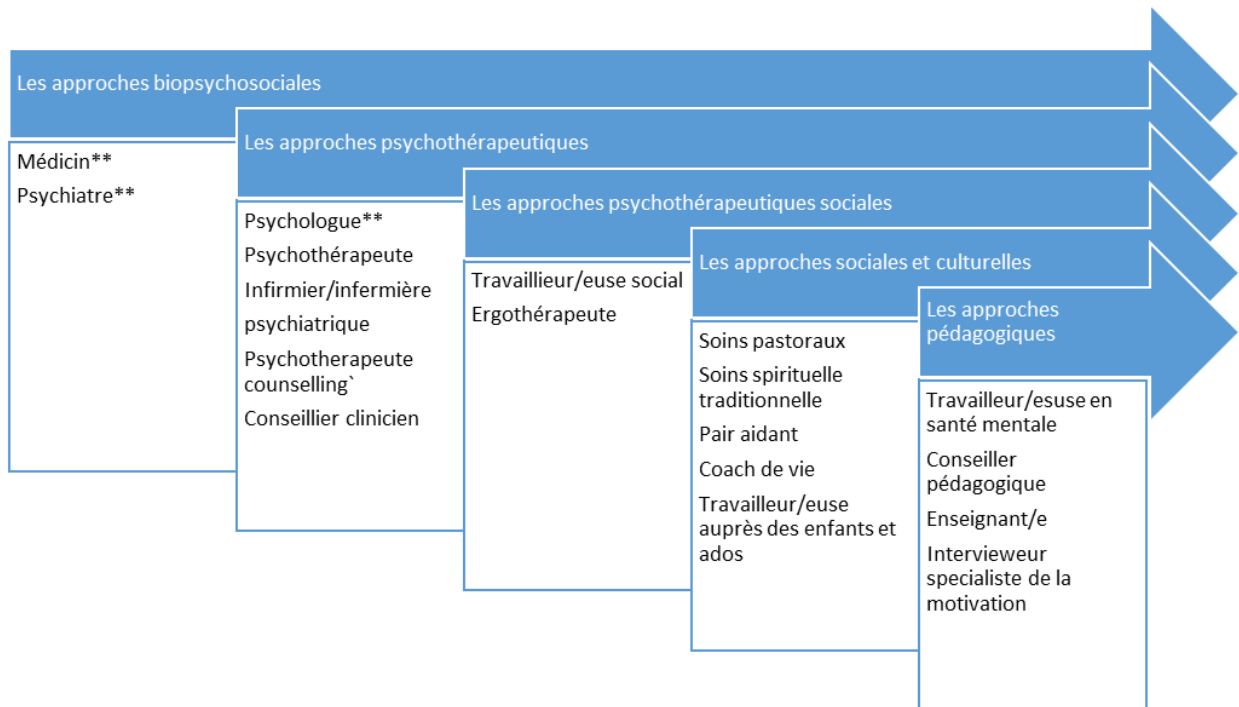 Les approches biopsychosociales
Médicin**
Psychiatre**
Les approches psychothérapeutiques
Psychologue**
Psychothérapeute
Infirmier/infermière
psychiatrique
Psychotherapeute
counselling`
Conseillier clinicien
Les approches psychothérapeutiques sociales
Travaillieur/euse social
Ergothérapeute
Les approches sociales et culturelles
Soins pastoraux
Soins spirituelle
traditionnelle
Pair aidant
Coach de vie
Travailleur/euse
auprès des enfants et
ados
Les approches
pédagogiques
Travailleur/esuse en
santé mentale
Conseiller
pédagogique
Enseignant/e
Intervieweur
specialiste de la
motivation